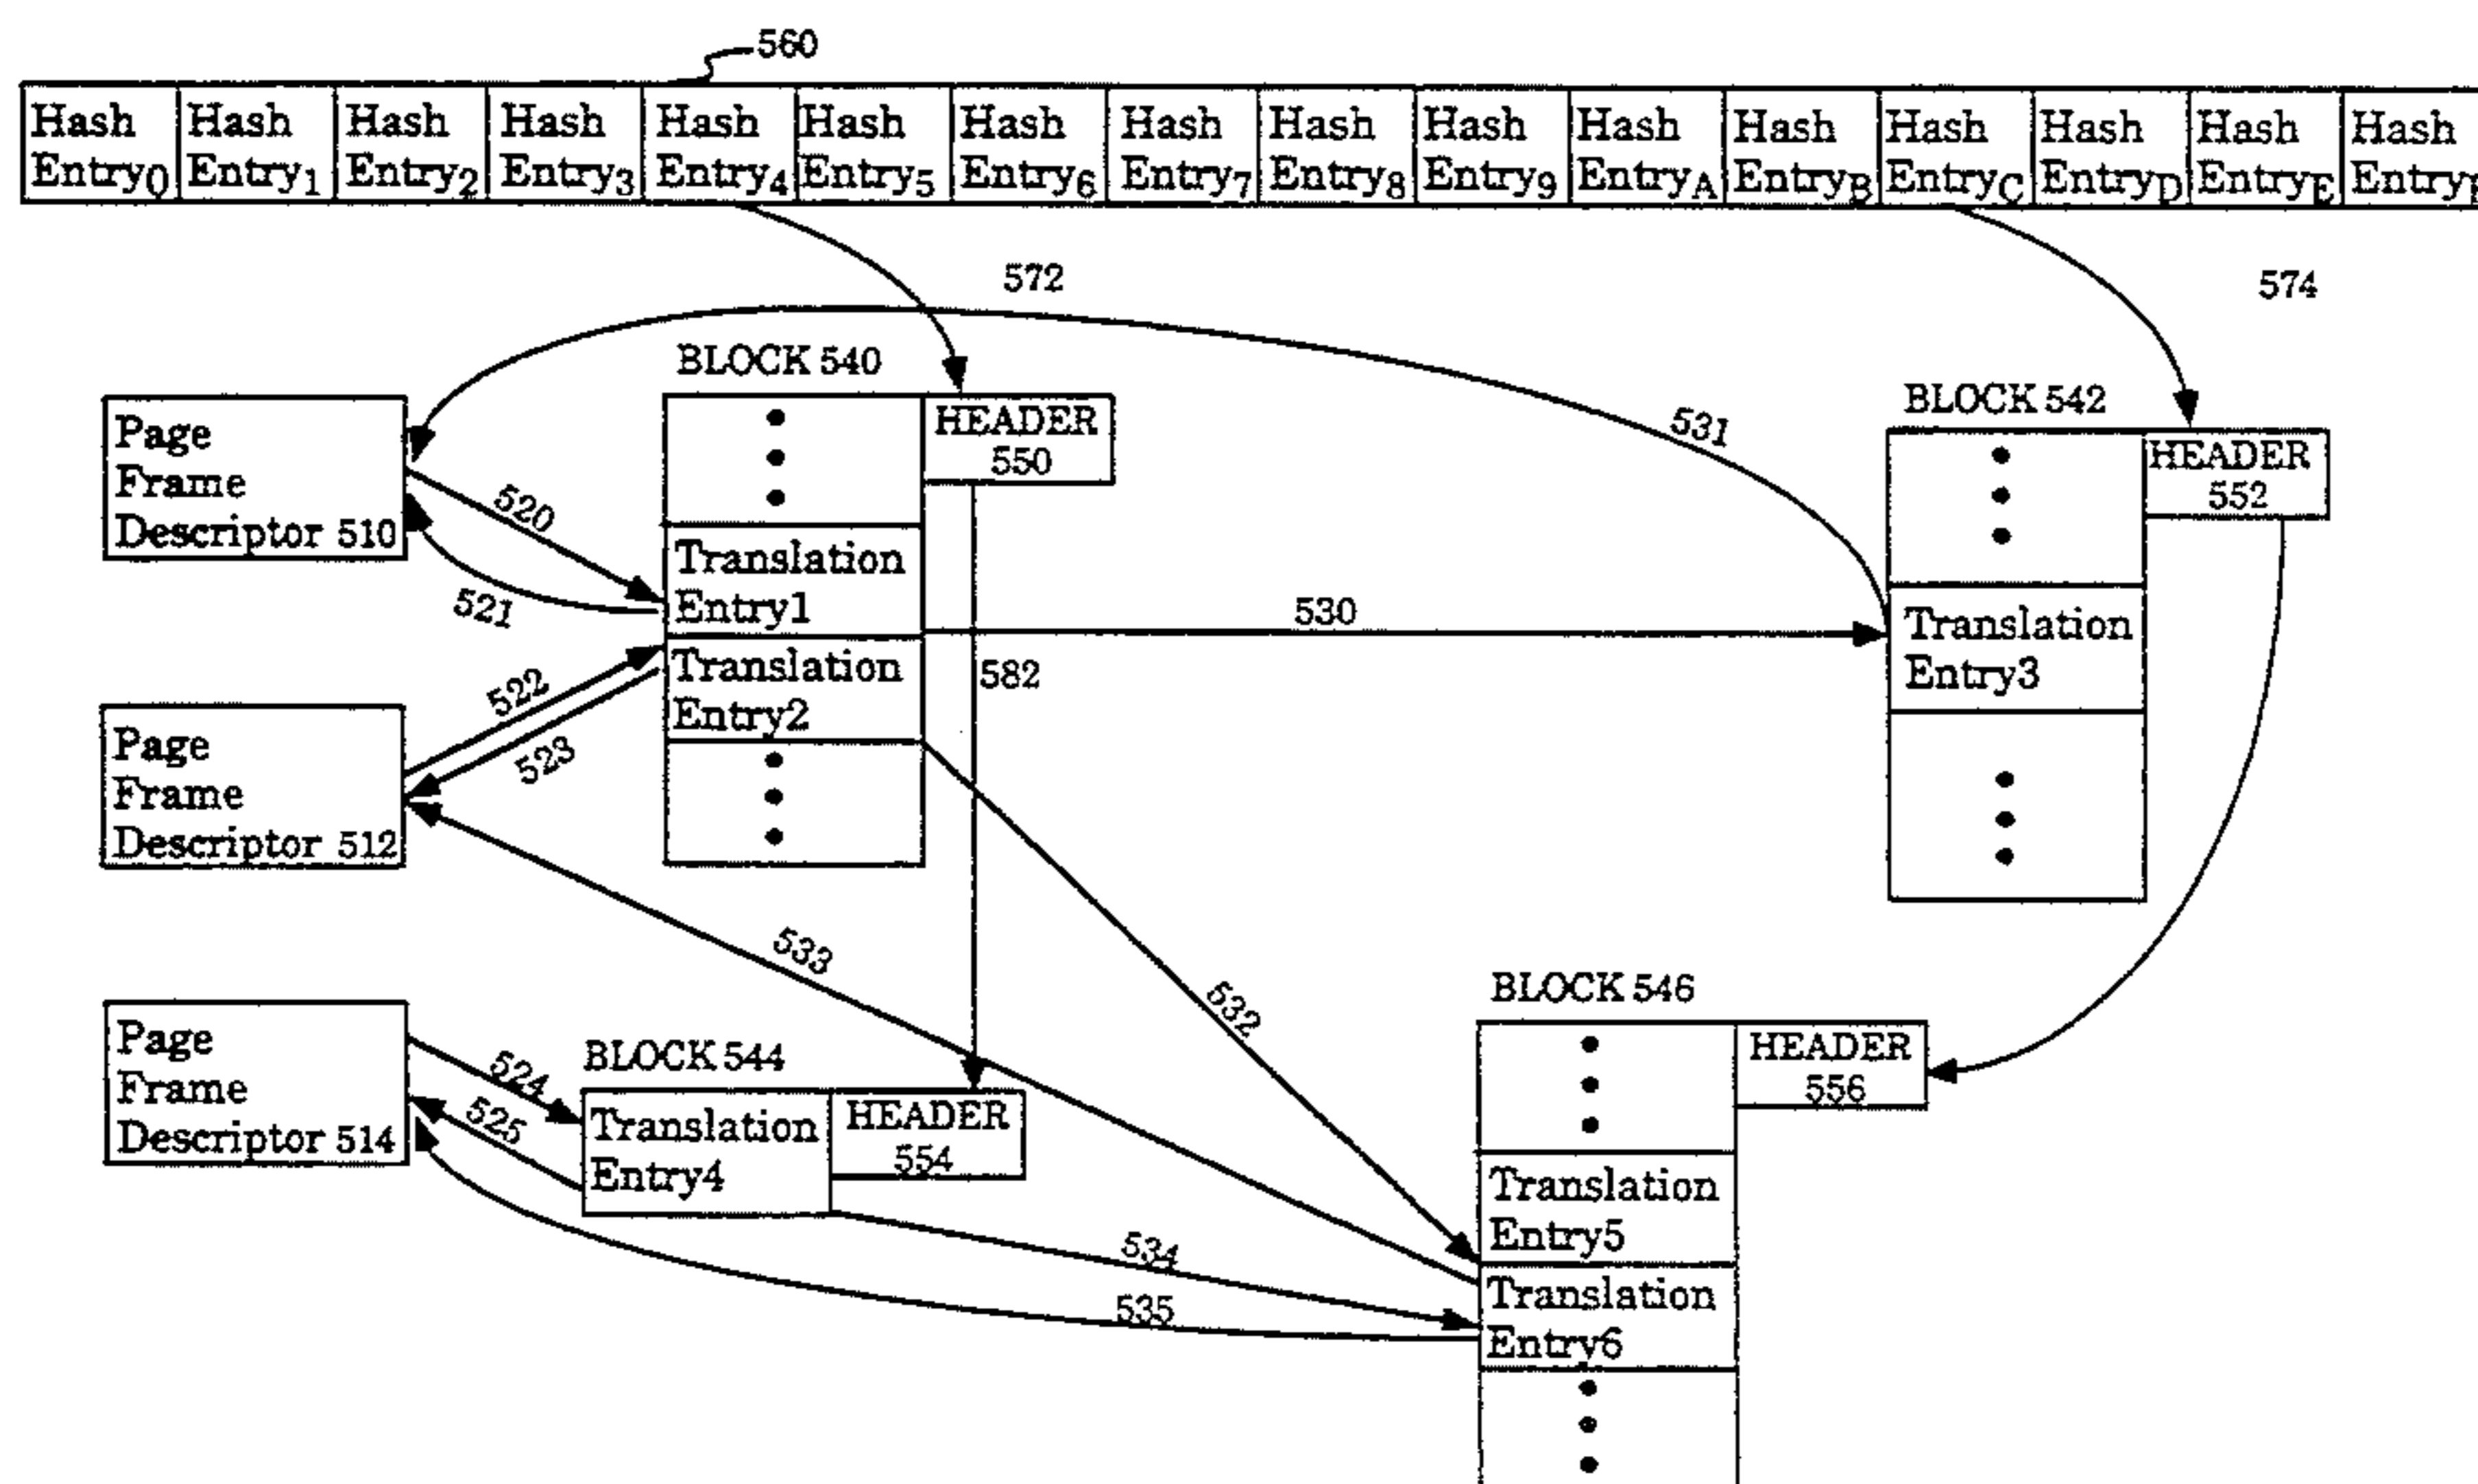 560
Hash Hash Hash Hash Hash Hash Hash Hash Hash Hash Hash Hash Hash Hash Hash Hash
Entry0 Entry1 Entry2 Entry3 Entry4 Entry5 Entry6 Entry7 Entry8 Entry9 EntryA EntryB EntryC EntryD EntryE Entry
572
574
BLOCK 540
HEADER
550
BLOCK 542
HEADER
552
531
Page
Frame
Descriptor 510
520
521
Translation
Entry1
530
Translation
Entry3
Translation
Entry2
582
522
523
Page
Frame
Descriptor 512
533
532
BLOCK 546
HEADER
556
Page
Frame
Descriptor 514
524
525
BLOCK 544
Translation
Entry4
HEADER
554
Translation
Entry5
534
535
Translation
Entry6